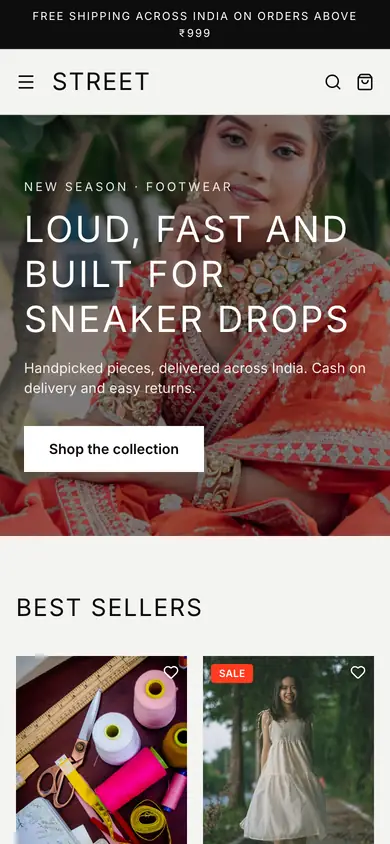 FREE SHIPPING ACROSS INDIA ON ORDERS ABOVE
₹999
STREET
NEW SEASON · FOOTWEAR
LOUD, FAST AND
BUILT FOR
SNEAKER DROPS
Handpicked pieces, delivered across India. Cash on
delivery and easy returns.
Shop the collection
BEST SELLERS
SALE